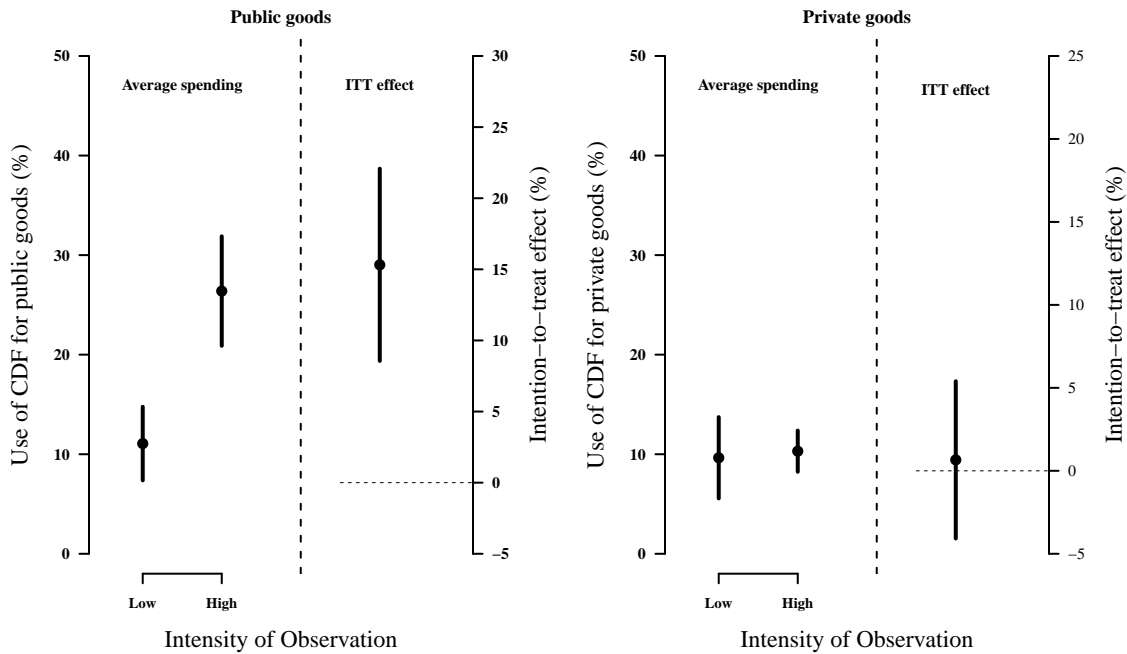 Public goods
Average spending
ITT effect
Use of CDF for public goods (%)
50
40
30
20
10
0
Intention−to−treat effect (%)
30
25
20
15
10
5
0
−5
Low
High
Intensity of Observation
Private goods
Average spending
ITT effect
Use of CDF for private goods (%)
50
40
30
20
10
0
Intention−to−treat effect (%)
25
20
15
10
5
0
−5
Low
High
Intensity of Observation